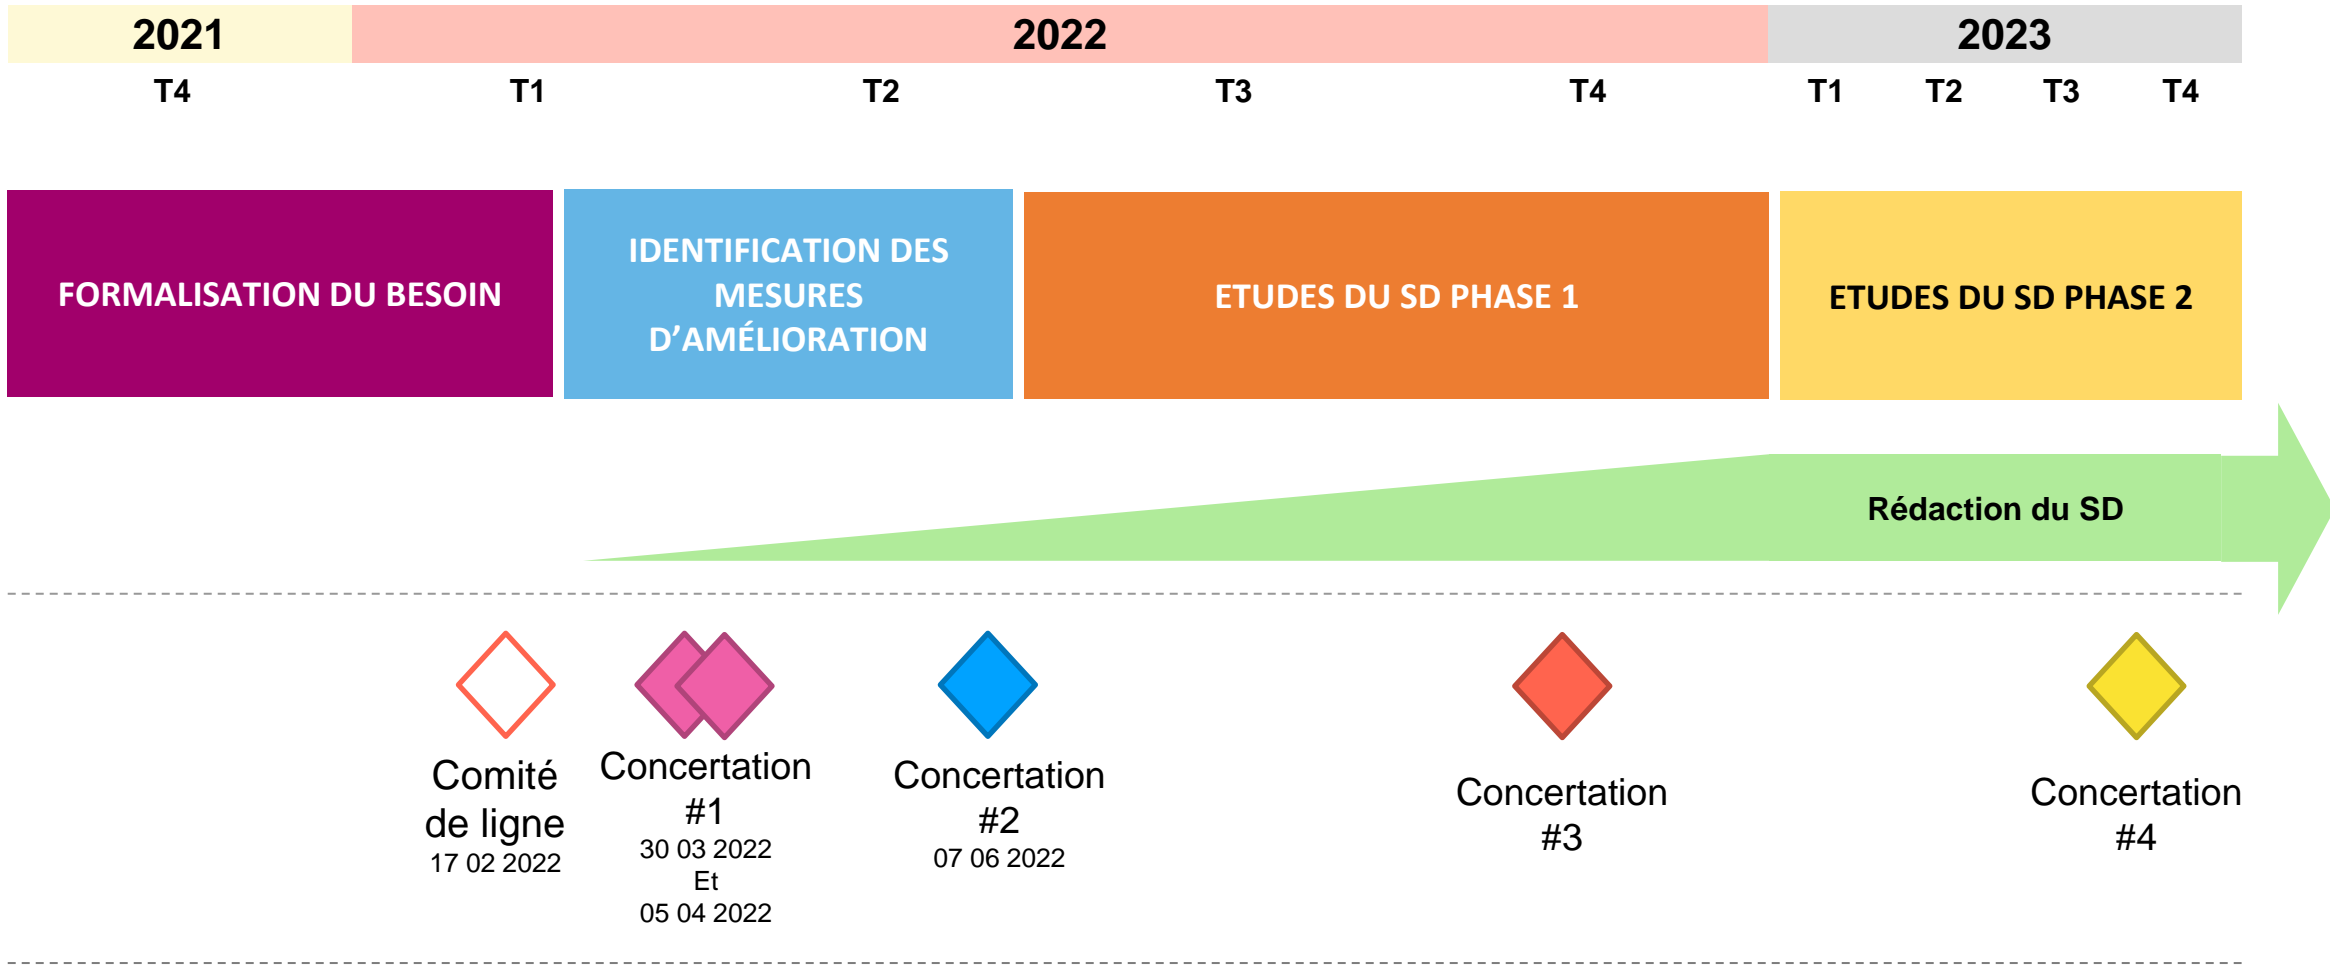 2021
2022
2023
T4
T1
T2
T3
T4
T1
T2
T3
T4
FORMALISATION DU BESOIN
IDENTIFICATION DES
MESURES
D’AMÉLIORATION
ETUDES DU SD PHASE 1
ETUDES DU SD PHASE 2
Rédaction du SD
Comité
de ligne
17 02 2022
Concertation
#1
30 03 2022
Et
05 04 2022
Concertation
#2
07 06 2022
Concertation
#3
Concertation
#4